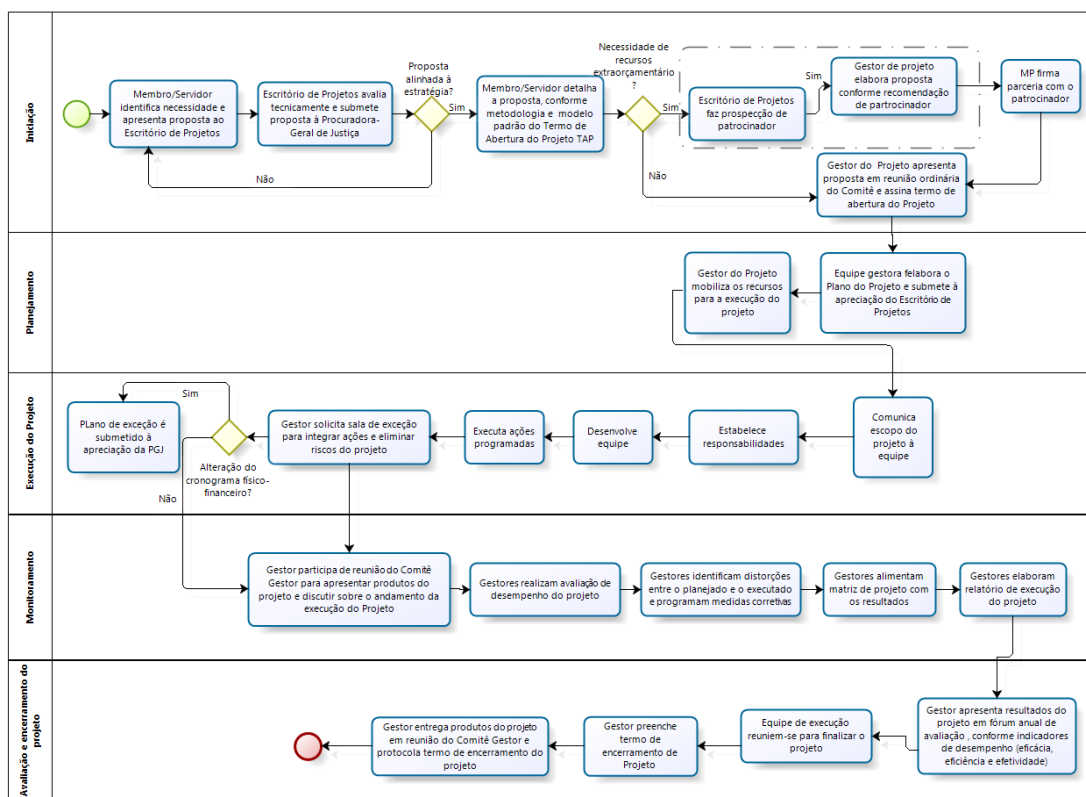 Iniciação
Membro/Servidor
identifica necessidade e
apresenta proposta ao
Escritório de Projetos
Escritório de Projetos avalia
tecnicamente e submete
proposta à Procuradora-
Geral de Justiça
Proposta
alinhada à
estratégia?
Sim
Não
Membro/Servidor detalha
a proposta, conforme
metodologia e modelo
padrão do Termo de
Abertura do Projeto TAP
Necessidade de
recursos
extraorçamentário
?
Sim
Não
Escritório de Projetos
faz prospecção de
patrocinador
Sim
Gestor de projeto
elabora proposta
conforme recomendação
de patrocinador
MP firma
parceria com o
patrocinador
Gestor do Projeto apresenta
proposta em reunião ordinária
do Comitê e assina termo de
abertura do Projeto
Planejamento
Gestor do Projeto
mobiliza os recursos
para a execução do
projeto
Equipe gestora felabora o
Plano do Projeto e submete à
apreciação do Escritório de
Projetos
Execução do Projeto
Sim
PLano de exceção é
submetido à
apreciação da PGJ
Não
Alteração do
cronograma físico-
financeiro?
Gestor solicita sala de exceção
para integrar ações e eliminar
riscos do projeto
Executa ações
programadas
Desenvolve
equipe
Estabelece
responsabilidades
Comunica
escopo do
projeto à
equipe
Monitoramento
Gestor participa de reunião do Comitê
Gestor para apresentar produtos do
projeto e discutir sobre o andamento da
execução do Projeto
Gestores realizam avaliação de
desempenho do projeto
Gestores identificam distorções
entre o planejado e o executado
e programam medidas corretivas
Gestores alimentam
matriz de projeto com
os resultados
Gestores elaboram
relatório de execução
do projeto
Avaliação e encerramento do
projeto
Gestor entrega produtos do projeto
em reunião do Comitê Gestor e
protocola termo de encerramento do
projeto
Gestor preenche
termo de
encerramento de
Projeto
Equipe de execução
reuniem-se para finalizar o
projeto
Gestor apresenta resultados do
projeto em fórum anual de
avaliação , conforme indicadores
de desempenho (eficácia,
eficiência e efetividade)